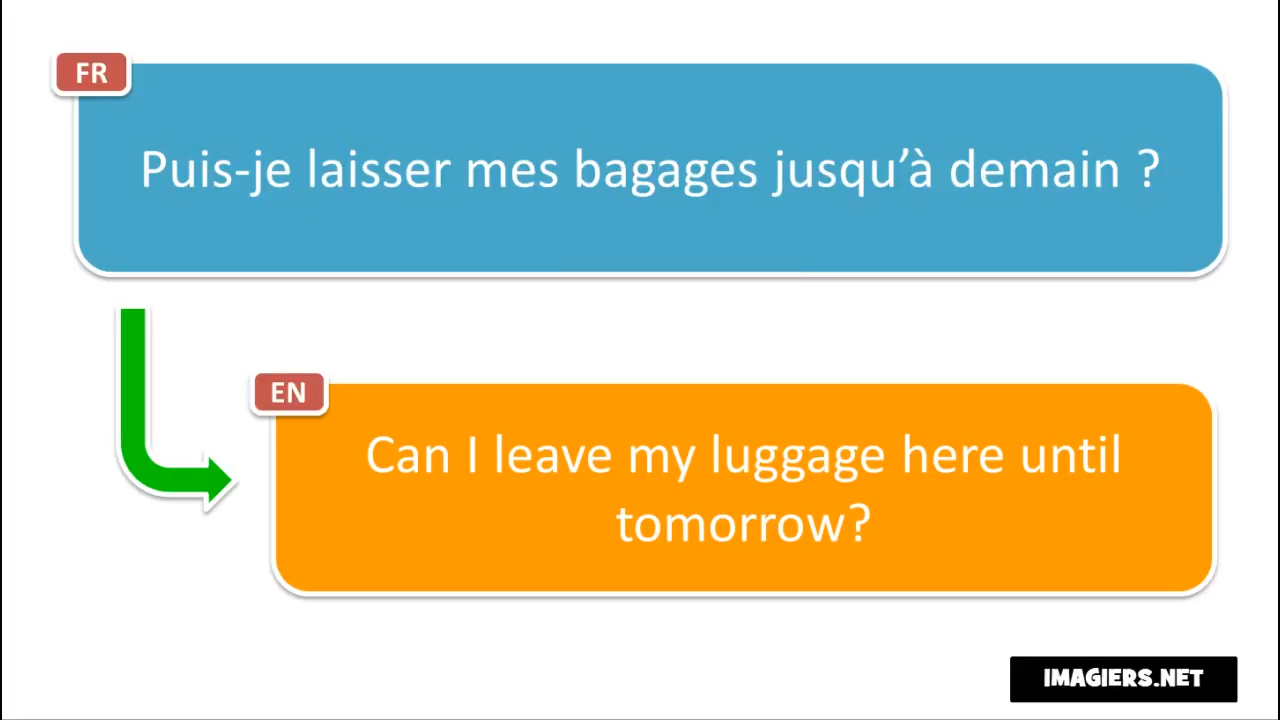 FR
Puis-je laisser mes bagages jusqu’à demain ?
EN
Can I leave my luggage here until
tomorrow?
IMAGIERS.NET